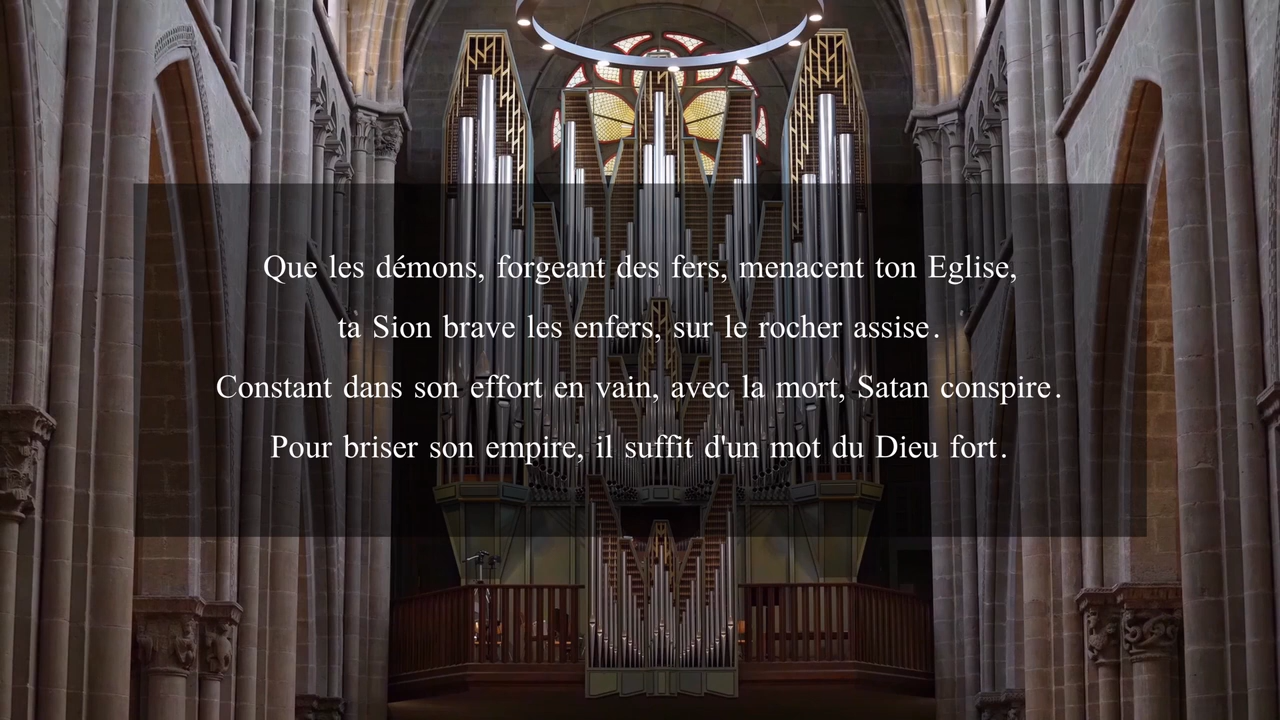 Que les démons, forgeant des fers, menacent ton Eglise,
ta Sion brave les enfers, sur le rocher assise.
Constant dans son effort en vain, avec la mort, Satan conspire.
Pour briser son empire, il suffit d'un mot du Dieu fort.